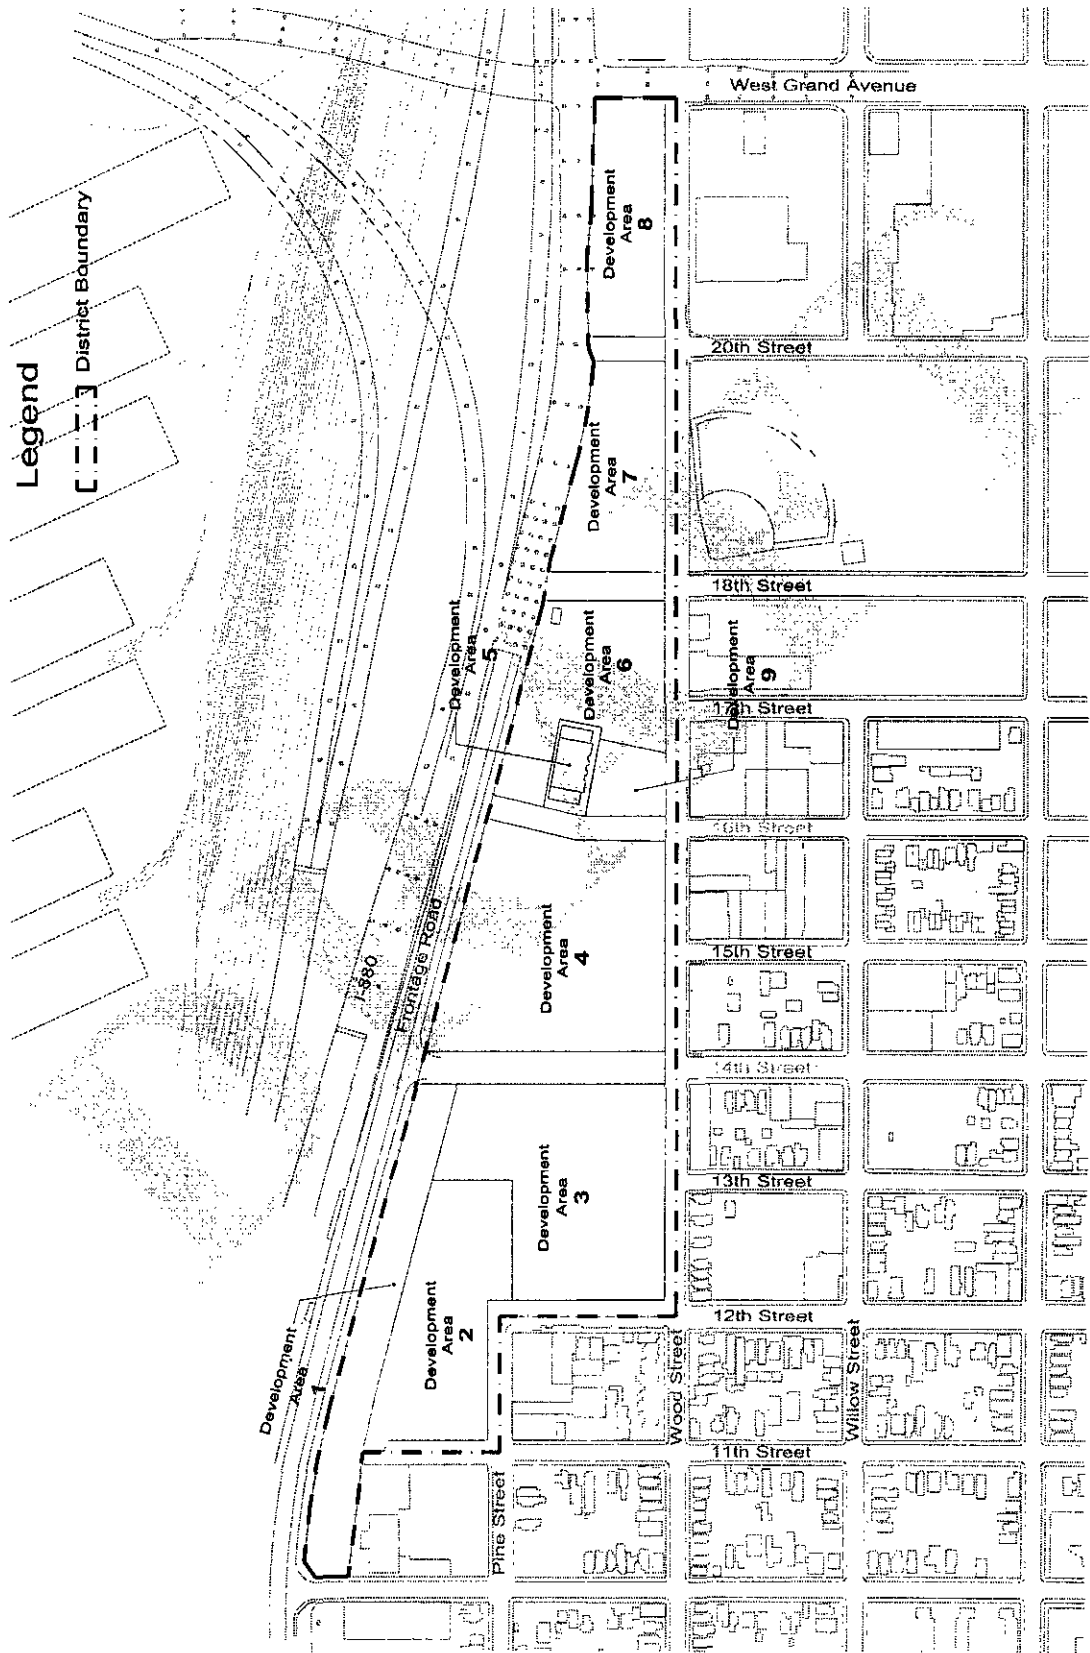 Legend
District Boundary
West Grand Avenue
Development
Area
8
20th Street
Development
Area
7
18th Street
Development
Area
5
Development
Area
6
Development
Area
9
17th Street
16th Street
Development
Area
4
15th Street
I-880
Frontage Road
14th Street
Development
Area
3
13th Street
Development
Area
2
12th Street
Development
Area
1
Wood Street
Willow Street
11th Street
Pine Street